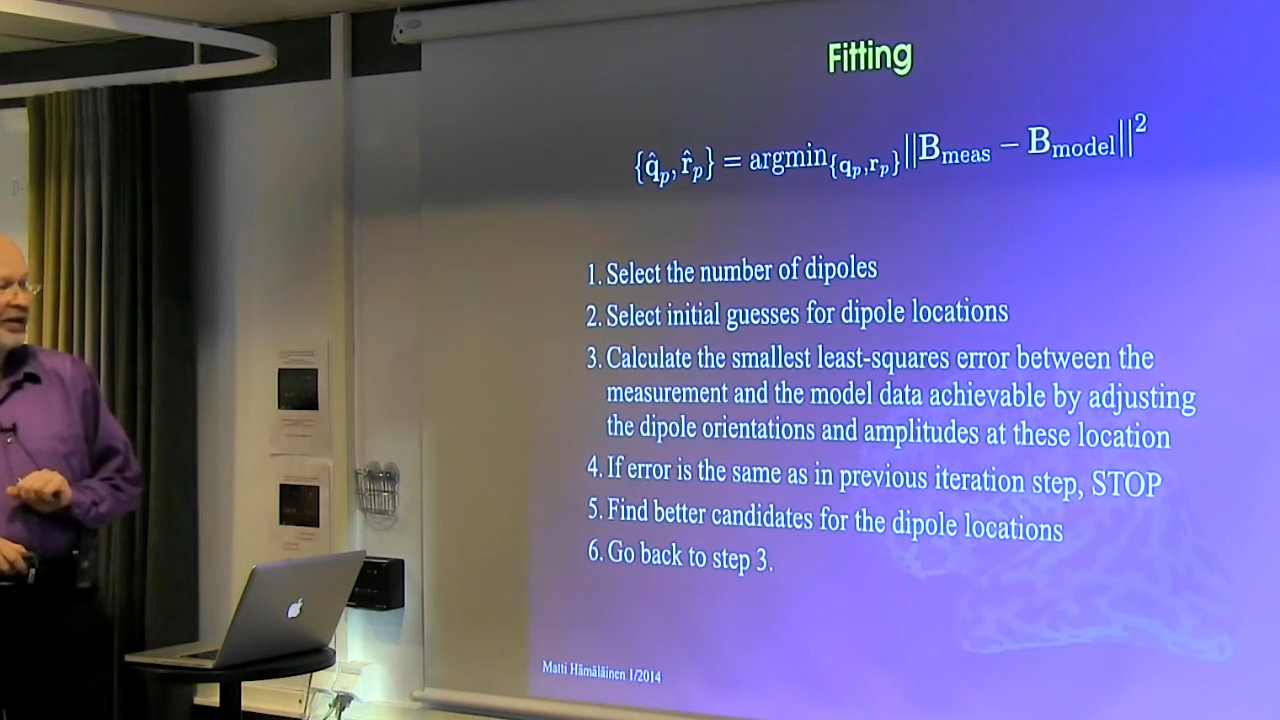 Fitting
{q̂_p, r̂_p} = argmin_{q_p,r_p} ||B_meas − B_model||²
1. Select the number of dipoles
2. Select initial guesses for dipole locations
3. Calculate the smallest least-squares error between the
measurement and the model data achievable by adjusting
the dipole orientations and amplitudes at these location
4. If error is the same as in previous iteration step, STOP
5. Find better candidates for the dipole locations
6. Go back to step 3.
Matti Hämäläinen 1/2014